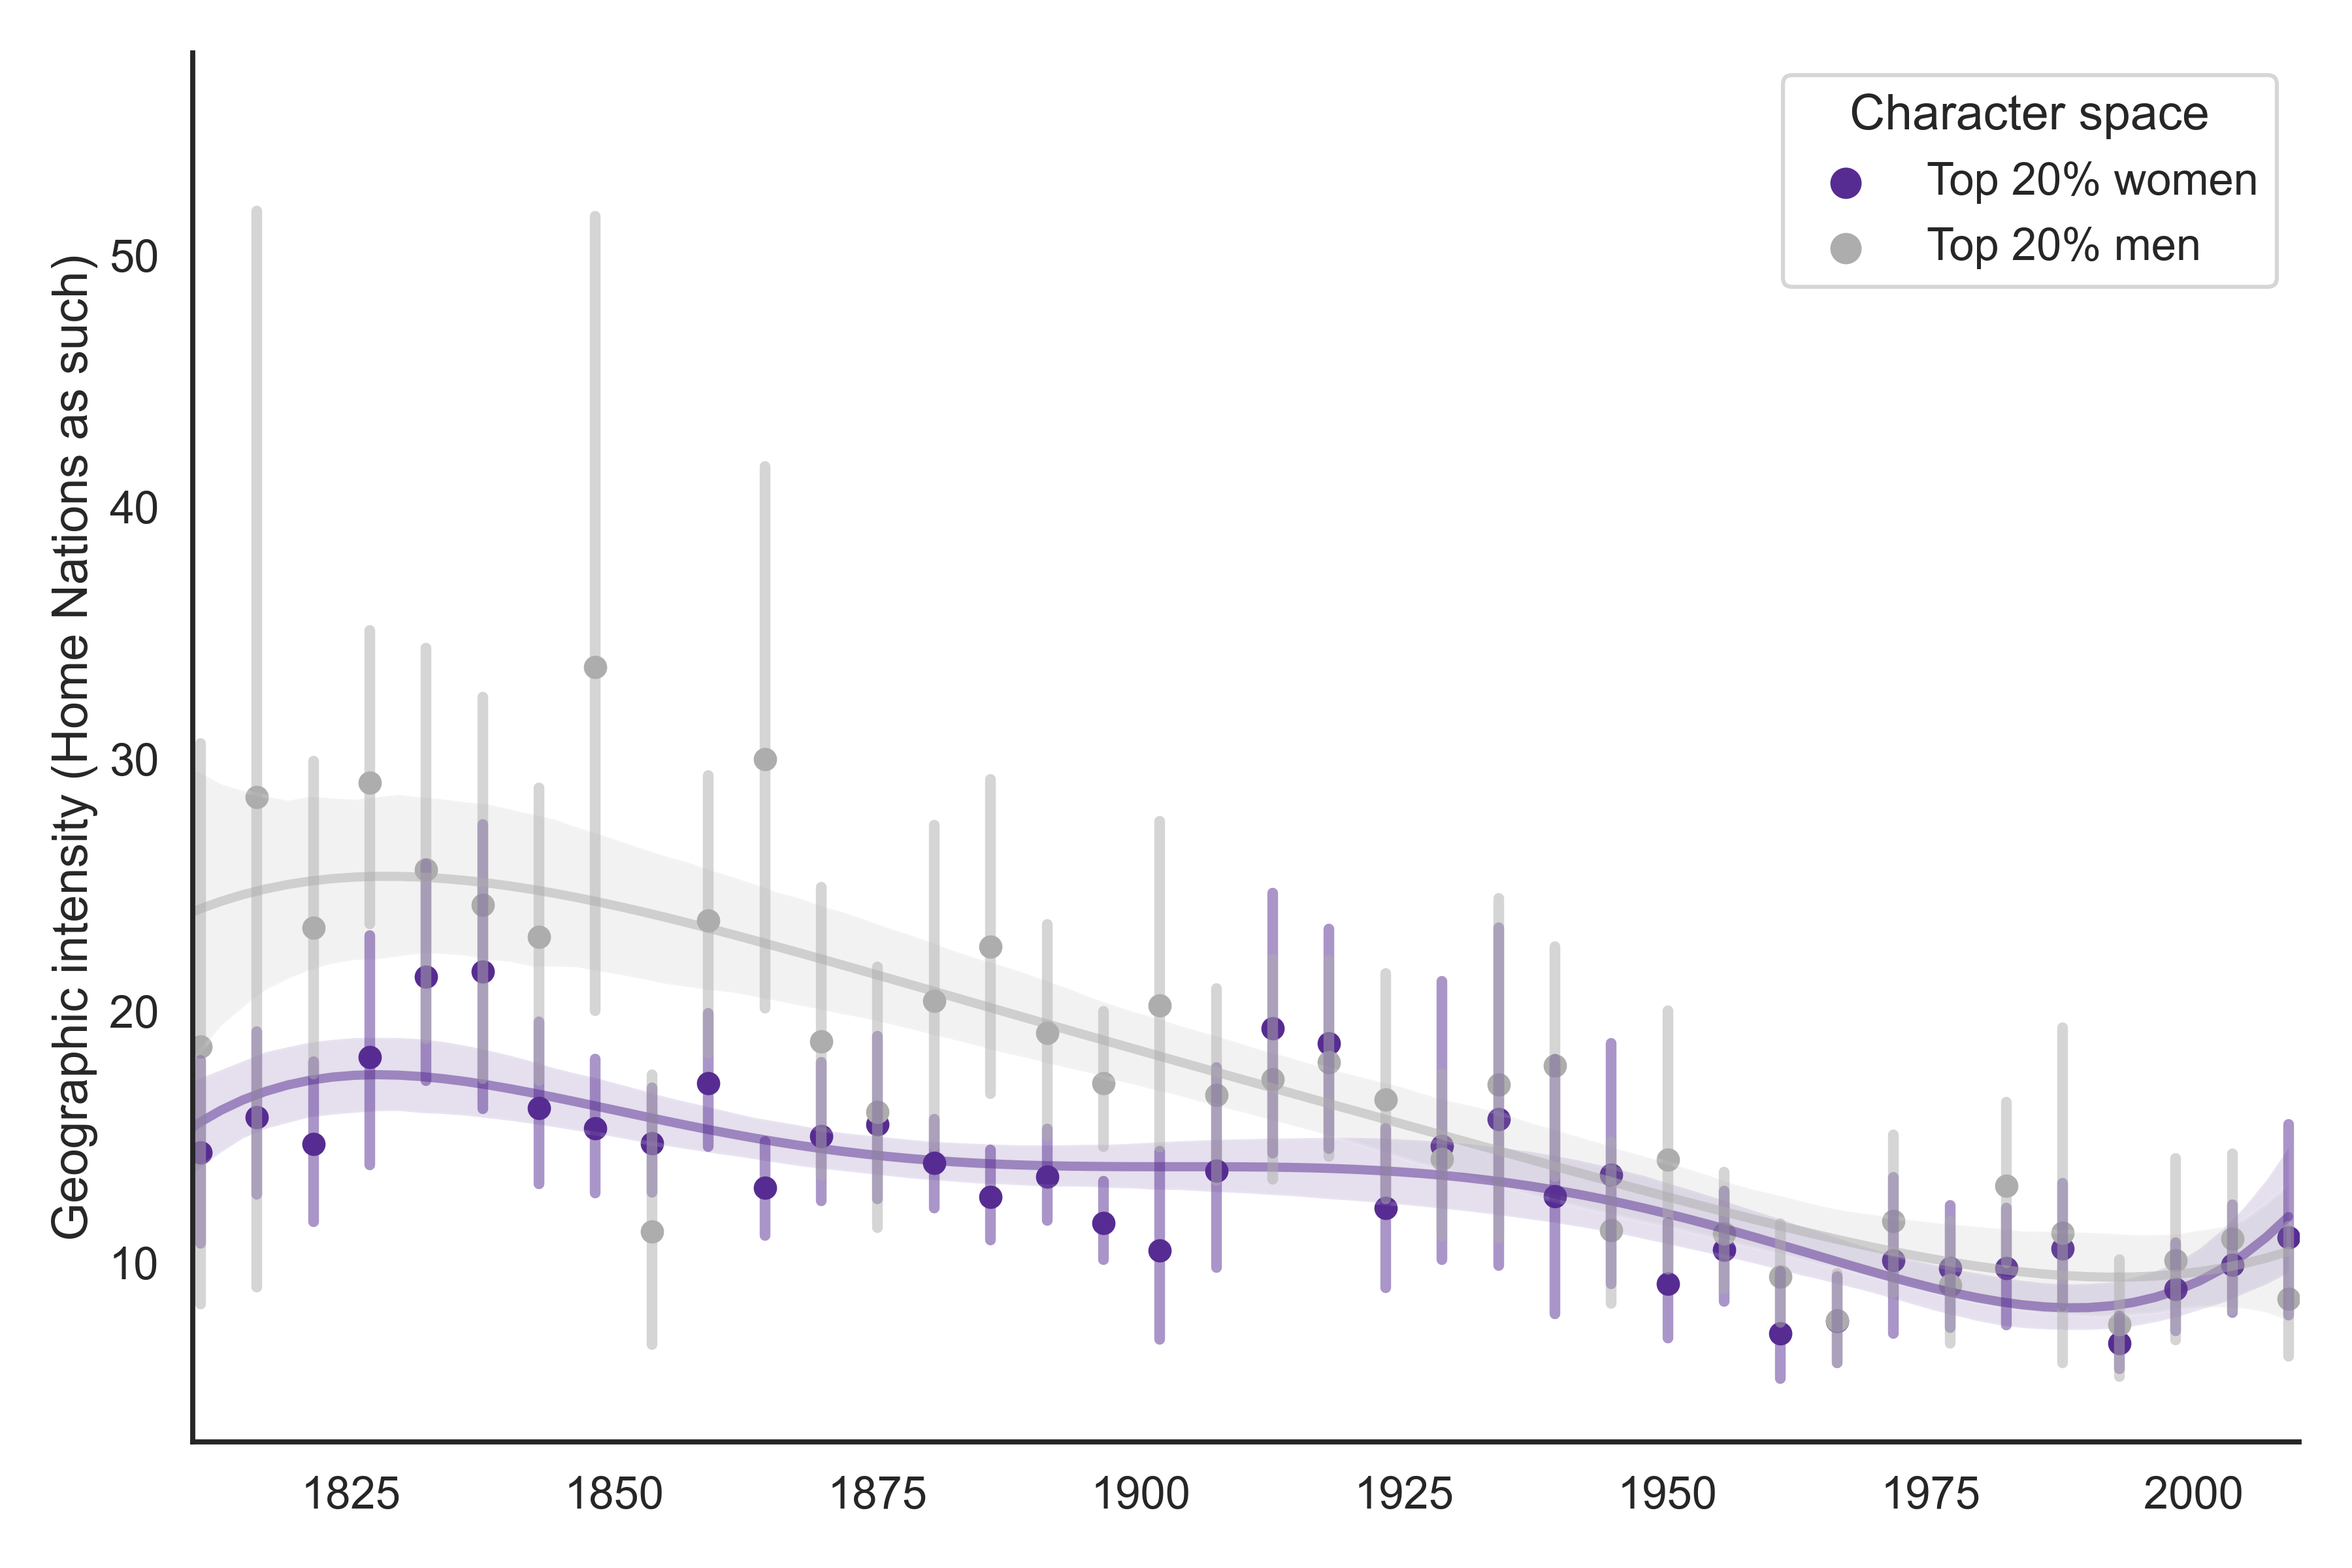 Geographic intensity (Home Nations as such)
50
40
30
20
10
Character space
Top 20% women
Top 20% men
1825 1850 1875 1900 1925 1950 1975 2000